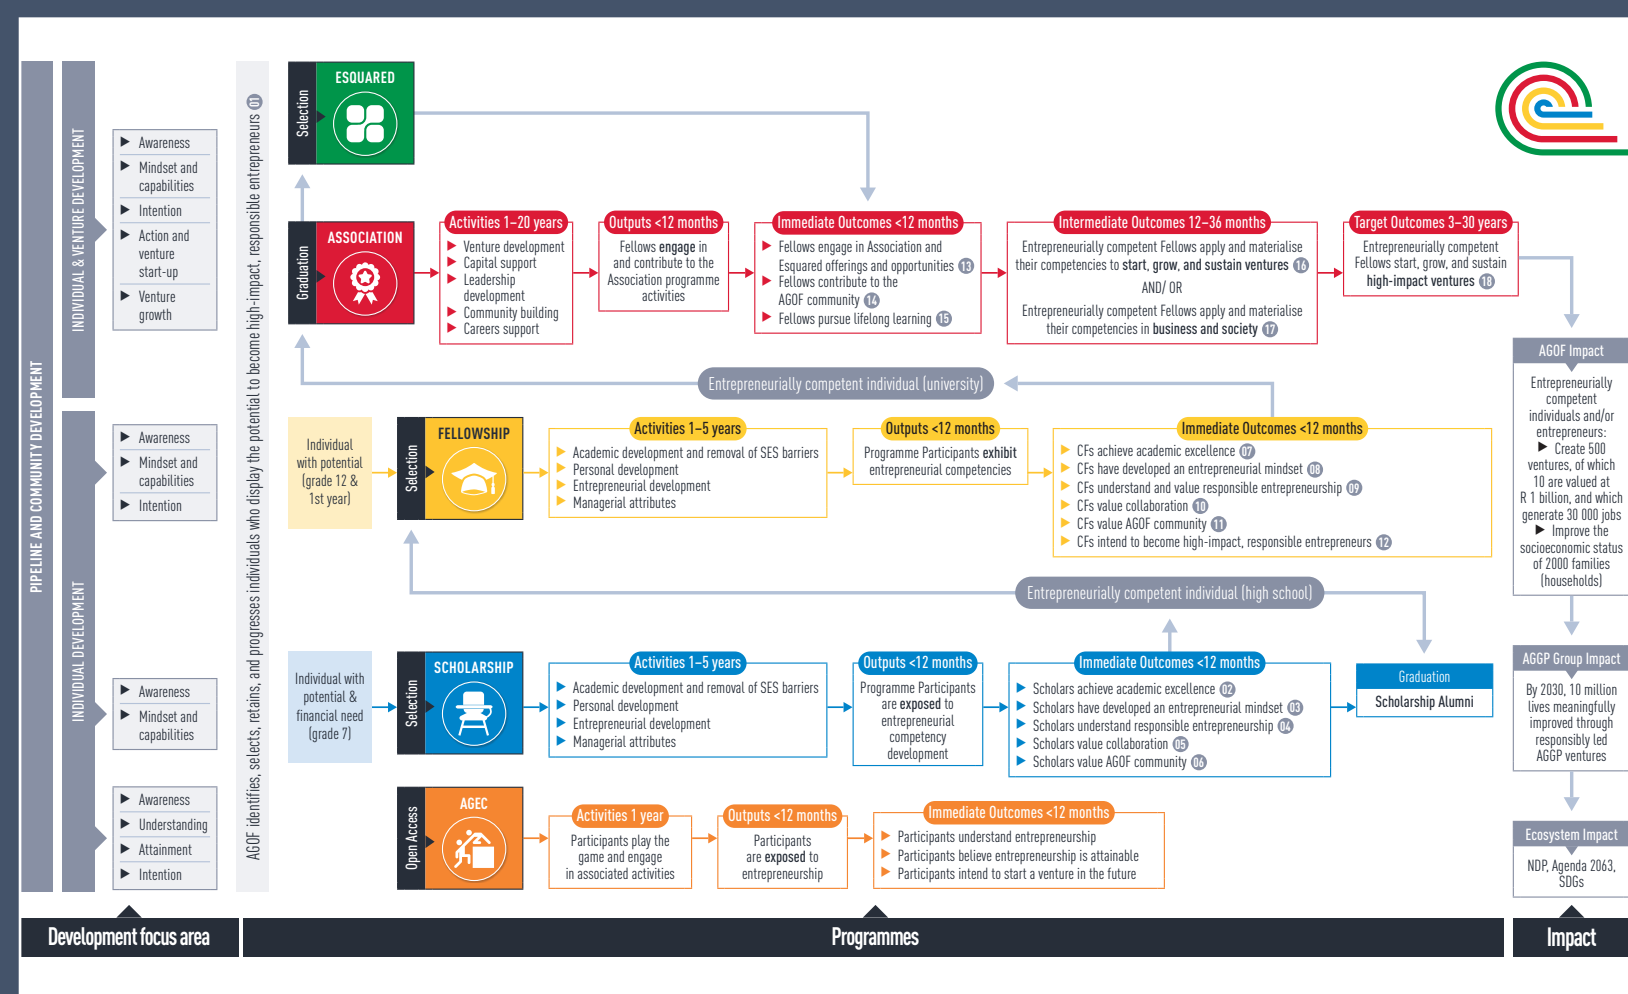 PIPELINE AND COMMUNITY DEVELOPMENT
INDIVIDUAL & VENTURE DEVELOPMENT
INDIVIDUAL DEVELOPMENT
Awareness
Mindset and
capabilities
Intention
Action and
venture
start-up
Venture
growth
Awareness
Mindset and
capabilities
Intention
Awareness
Mindset and
capabilities
Awareness
Understanding
Attainment
Intention
AGOF identifies, selects, retains, and progresses individuals who display the potential to become high-impact, responsible entrepreneurs 01
Selection
ESQUARED
Graduation
ASSOCIATION
Activities 1–20 years
Venture development
Capital support
Leadership
development
Community building
Careers support
Outputs <12 months
Fellows engage in
and contribute to the
Association programme
activities
Immediate Outcomes <12 months
Fellows engage in Association and
Esquared offerings and opportunities 13
Fellows contribute to the
AGOF community 14
Fellows pursue lifelong learning 15
Intermediate Outcomes 12–36 months
Entrepreneurially competent Fellows apply and materialise
their competencies to start, grow, and sustain ventures 16
AND/ OR
Entrepreneurially competent Fellows apply and materialise
their competencies in business and society 17
Target Outcomes 3–30 years
Entrepreneurially competent
Fellows start, grow, and sustain
high-impact ventures 18
Entrepreneurially competent individual (university)
Individual
with potential
(grade 12 &
1st year)
Selection
FELLOWSHIP
Activities 1–5 years
Academic development and removal of SES barriers
Personal development
Entrepreneurial development
Managerial attributes
Outputs <12 months
Programme Participants exhibit
entrepreneurial competencies
Immediate Outcomes <12 months
CFs achieve academic excellence 07
CFs have developed an entrepreneurial mindset 08
CFs understand and value responsible entrepreneurship 09
CFs value collaboration 10
CFs value AGOF community 11
CFs intend to become high-impact, responsible entrepreneurs 12
Entrepreneurially competent individual (high school)
Individual with
potential &
financial need
(grade 7)
Selection
SCHOLARSHIP
Activities 1–5 years
Academic development and removal of SES barriers
Personal development
Entrepreneurial development
Managerial attributes
Outputs <12 months
Programme Participants
are exposed to
entrepreneurial
competency
development
Immediate Outcomes <12 months
Scholars achieve academic excellence 02
Scholars have developed an entrepreneurial mindset 03
Scholars understand responsible entrepreneurship 04
Scholars value collaboration 05
Scholars value AGOF community 06
Graduation
Scholarship Alumni
Open Access
AGEC
Activities 1 year
Participants play the
game and engage
in associated activities
Outputs <12 months
Participants
are exposed to
entrepreneurship
Immediate Outcomes <12 months
Participants understand entrepreneurship
Participants believe entrepreneurship is attainable
Participants intend to start a venture in the future
AGOF Impact
Entrepreneurially
competent
individuals and/or
entrepreneurs:
Create 500
ventures, of which
10 are valued at
R 1 billion, and which
generate 30 000 jobs
Improve the
socioeconomic status
of 2000 families
(households)
AGGP Group Impact
By 2030, 10 million
lives meaningfully
improved through
responsibly led
AGGP ventures
Ecosystem Impact
NDP, Agenda 2063,
SDGs
Development focus area
Programmes
Impact